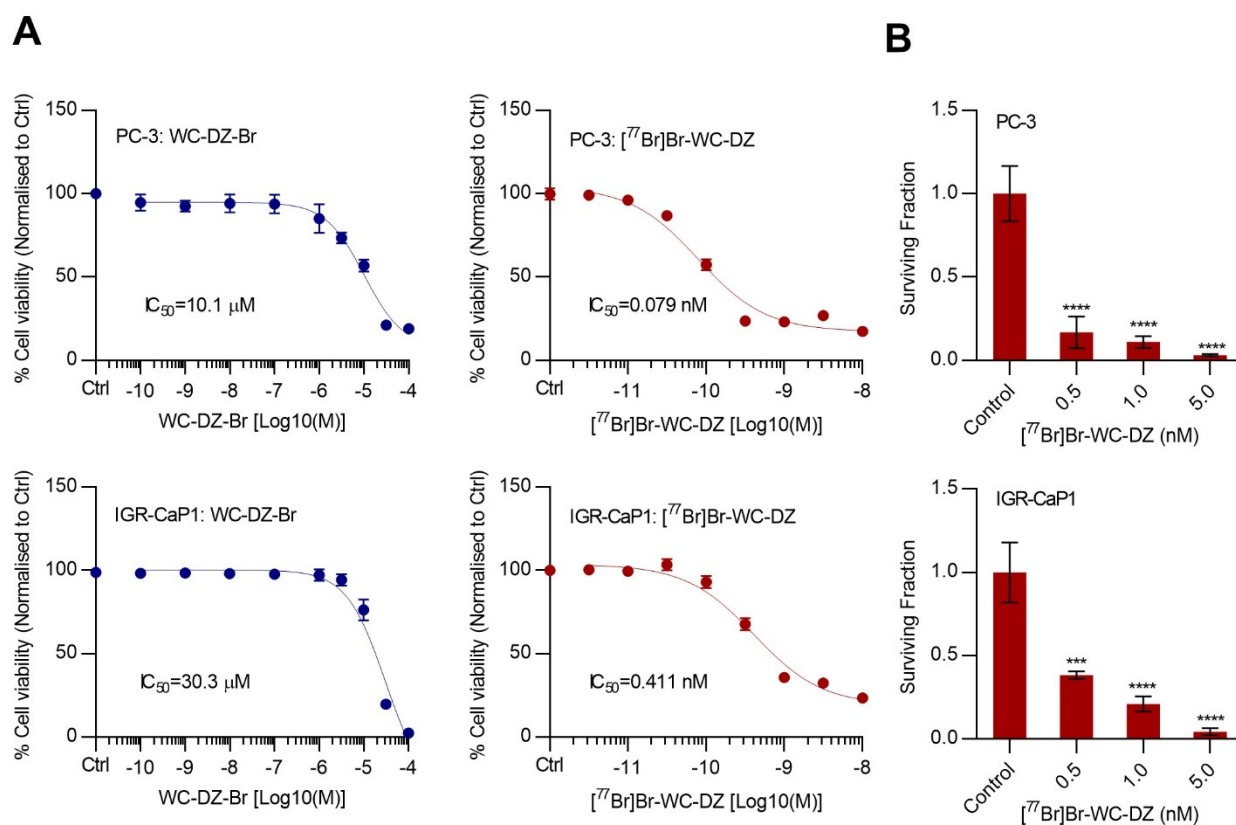 A
% Cell viability (Normalised to Ctrl)
150
100
50
0
PC-3: WC-DZ-Br
IC₅₀=10.1 μM
Ctrl -10 -9 -8 -7 -6 -5 -4
WC-DZ-Br [Log10(M)]
% Cell viability (Normalised to Ctrl)
150
100
50
0
PC-3: [⁷⁷Br]Br-WC-DZ
IC₅₀=0.079 nM
Ctrl -11 -10 -9 -8
[⁷⁷Br]Br-WC-DZ [Log10(M)]
B
Surviving Fraction
1.5
1.0
0.5
0.0
PC-3
**** **** ****
Control 0.5 1.0 5.0
[⁷⁷Br]Br-WC-DZ (nM)
% Cell viability (Normalised to Ctrl)
150
100
50
0
IGR-CaP1: WC-DZ-Br
IC₅₀=30.3 μM
Ctrl -10 -9 -8 -7 -6 -5 -4
WC-DZ-Br [Log10(M)]
% Cell viability (Normalised to Ctrl)
150
100
50
0
IGR-CaP1: [⁷⁷Br]Br-WC-DZ
IC₅₀=0.411 nM
Ctrl -11 -10 -9 -8
[⁷⁷Br]Br-WC-DZ [Log10(M)]
Surviving Fraction
1.5
1.0
0.5
0.0
IGR-CaP1
*** **** ****
Control 0.5 1.0 5.0
[⁷⁷Br]Br-WC-DZ (nM)